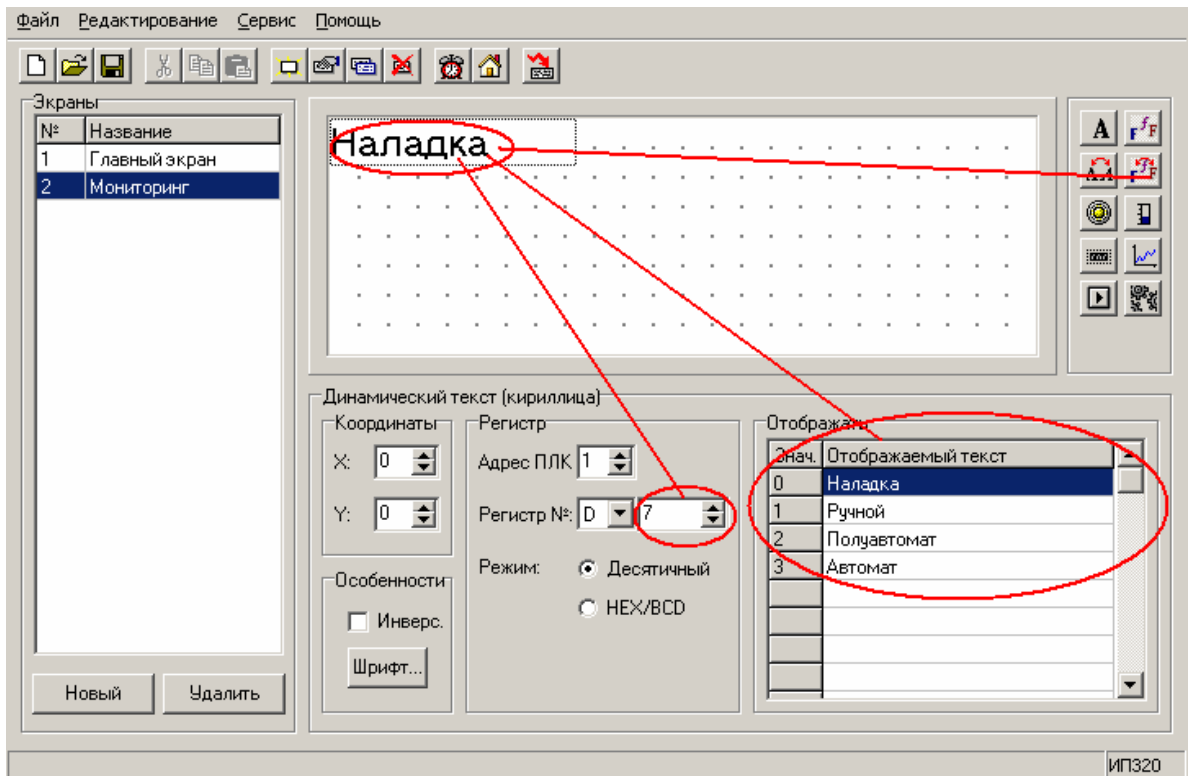 Файл Редактирование Сервис Помощь
Экраны
№ Название
1 Главный экран
2 Мониторинг
Новый Удалить
Наладка
Динамический текст (кириллица)
Координаты
X: 0
Y: 0
Особенности
Инверс.
Шрифт...
Регистр
Адрес ПЛК 1
Регистр №: D 7
Режим: Десятичный
HEX/BCD
Отображать
Знач. Отображаемый текст
0 Наладка
1 Ручной
2 Полуавтомат
3 Автомат
ИП320